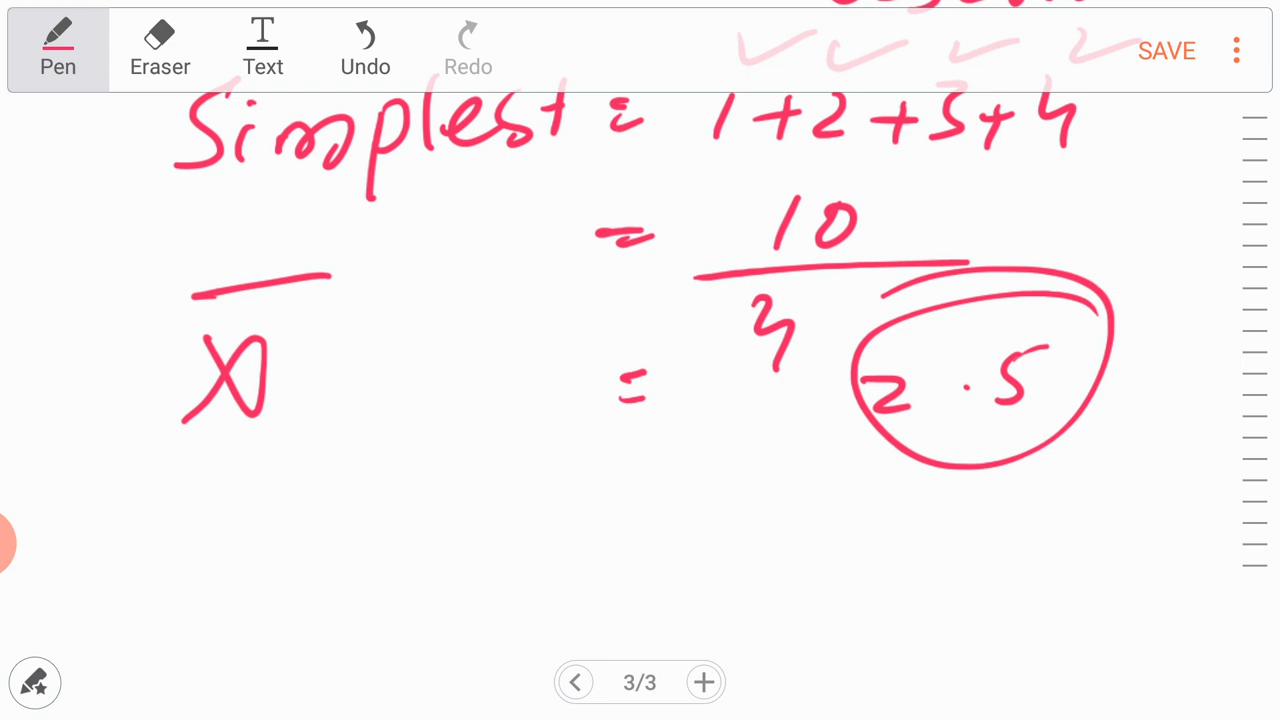 Pen Eraser Text Undo Redo SAVE
Simplest = 1+2+3+4
= 10
4
X
= 2.5
3/3